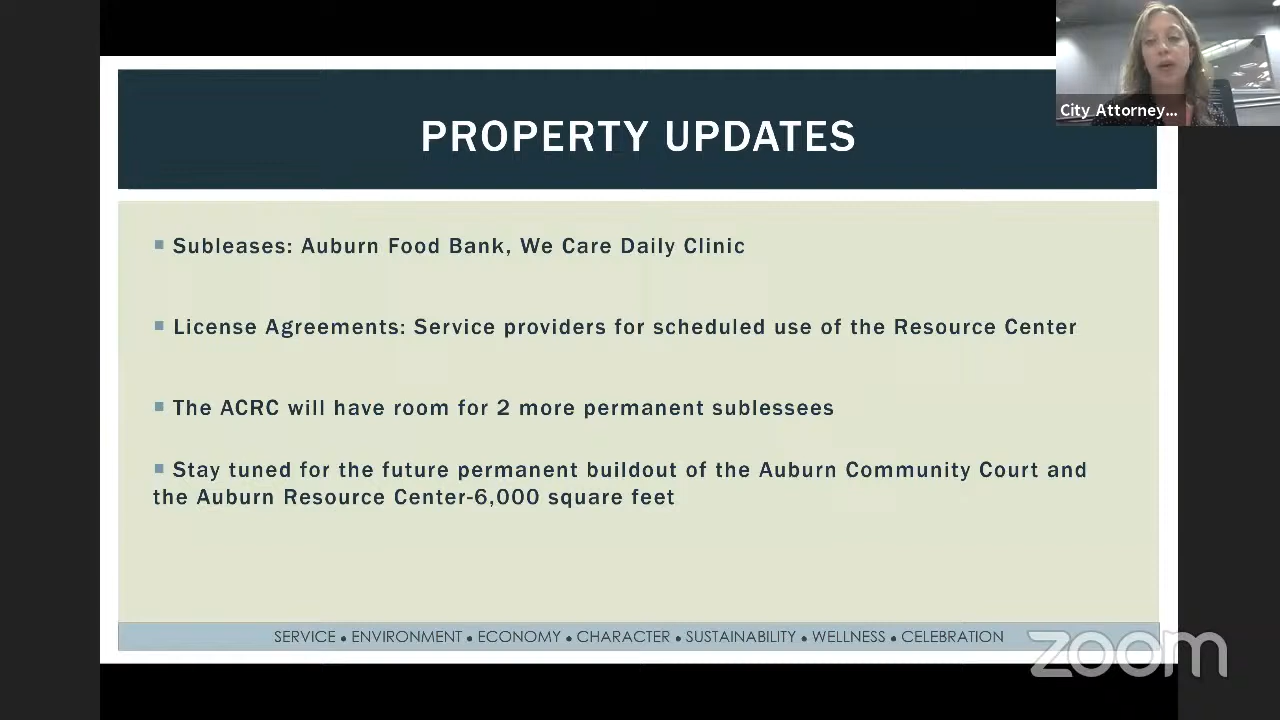 City Attorney...
PROPERTY UPDATES
▪ Subleases: Auburn Food Bank, We Care Daily Clinic
▪ License Agreements: Service providers for scheduled use of the Resource Center
▪ The ACRC will have room for 2 more permanent sublessees
▪ Stay tuned for the future permanent buildout of the Auburn Community Court and
the Auburn Resource Center-6,000 square feet
SERVICE • ENVIRONMENT • ECONOMY • CHARACTER • SUSTAINABILITY • WELLNESS • CELEBRATION
zoom